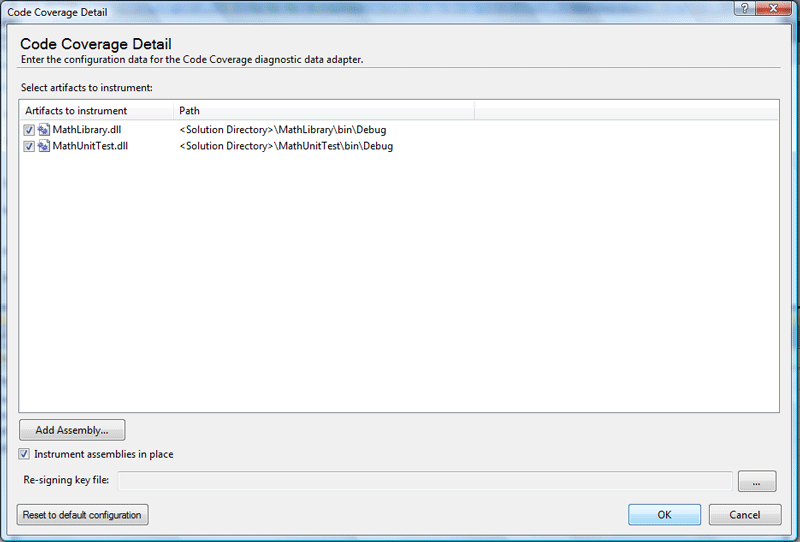 Code Coverage Detail
?
Code Coverage Detail
Enter the configuration data for the Code Coverage diagnostic data adapter.
Select artifacts to instrument:
Artifacts to instrument Path
MathLibrary.dll <Solution Directory>\MathLibrary\bin\Debug
MathUnitTest.dll <Solution Directory>\MathUnitTest\bin\Debug
Add Assembly...
Instrument assemblies in place
Re-signing key file: ...
Reset to default configuration OK Cancel